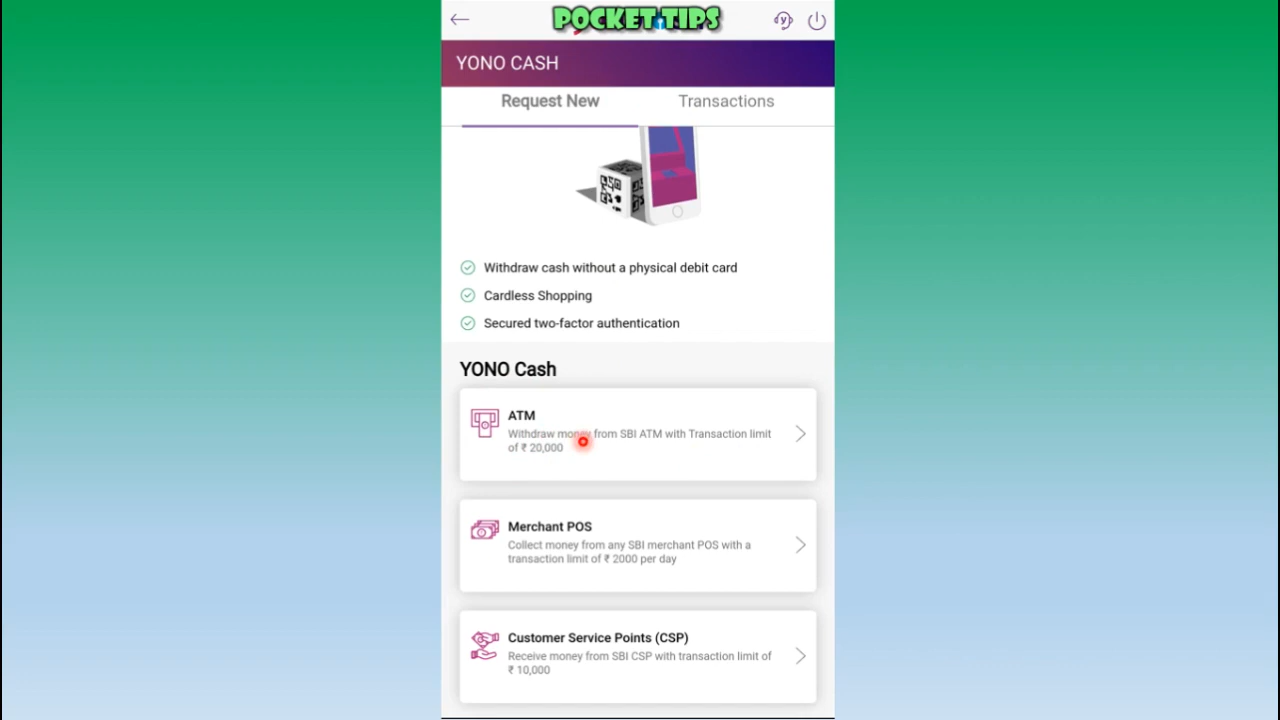 POCKET TIPS
YONO CASH
Request New
Transactions
Withdraw cash without a physical debit card
Cardless Shopping
Secured two-factor authentication
YONO Cash
ATM
Withdraw money from SBI ATM with Transaction limit
of ₹ 20,000
Merchant POS
Collect money from any SBI merchant POS with a
transaction limit of ₹ 2000 per day
Customer Service Points (CSP)
Receive money from SBI CSP with transaction limit of
₹ 10,000